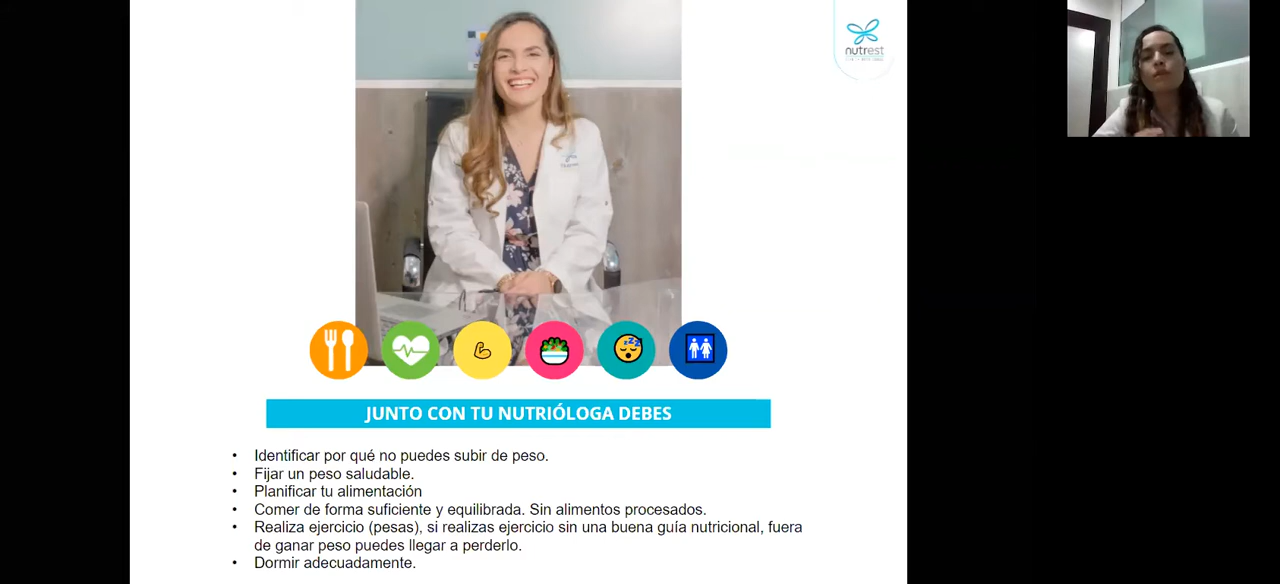 nutrest
JUNTO CON TU NUTRIÓLOGA DEBES
• Identificar por qué no puedes subir de peso.
• Fijar un peso saludable.
• Planificar tu alimentación
• Comer de forma suficiente y equilibrada. Sin alimentos procesados.
• Realiza ejercicio (pesas), si realizas ejercicio sin una buena guía nutricional, fuera
de ganar peso puedes llegar a perderlo.
• Dormir adecuadamente.